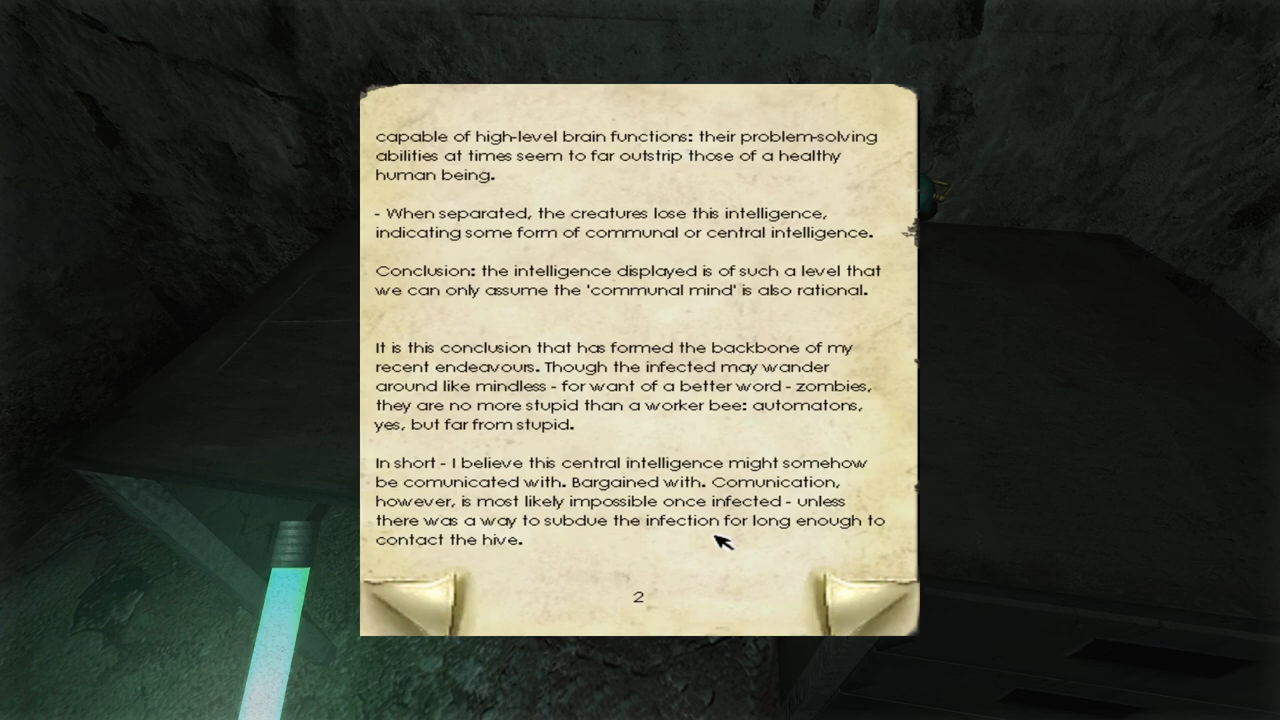 capable of high-level brain functions: their problem-solving
abilities at times seem to far outstrip those of a healthy
human being.
- When separated, the creatures lose this intelligence,
indicating some form of communal or central intelligence.
Conclusion: the intelligence displayed is of such a level that
we can only assume the 'communal mind' is also rational.
It is this conclusion that has formed the backbone of my
recent endeavours. Though the infected may wander
around like mindless - for want of a better word - zombies,
they are no more stupid than a worker bee: automatons,
yes, but far from stupid.
In short - I believe this central intelligence might somehow
be comunicated with. Bargained with. Comunication,
however, is most likely impossible once infected - unless
there was a way to subdue the infection for long enough to
contact the hive.
2